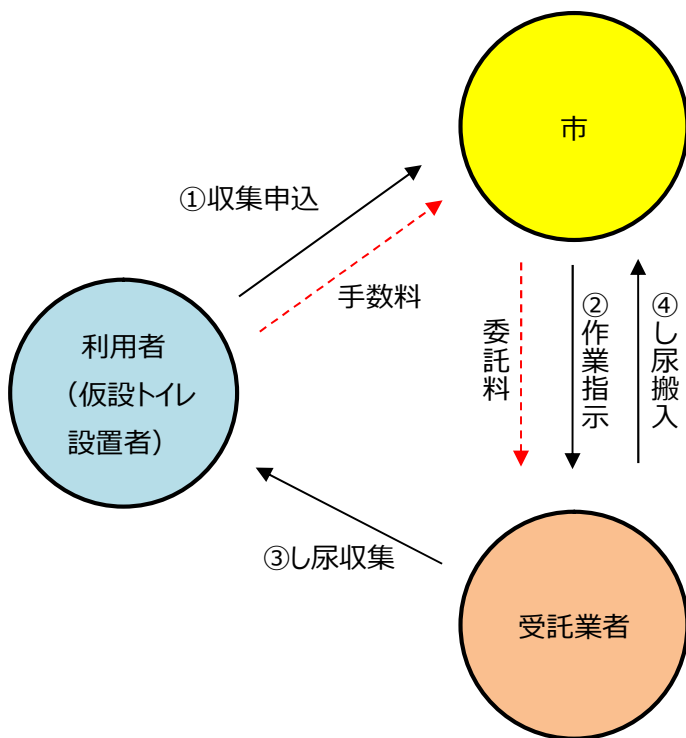 市
①収集申込
手数料
利用者
（仮設トイレ
設置者）
委託料
②作業指示
④し尿搬入
③し尿収集
受託業者